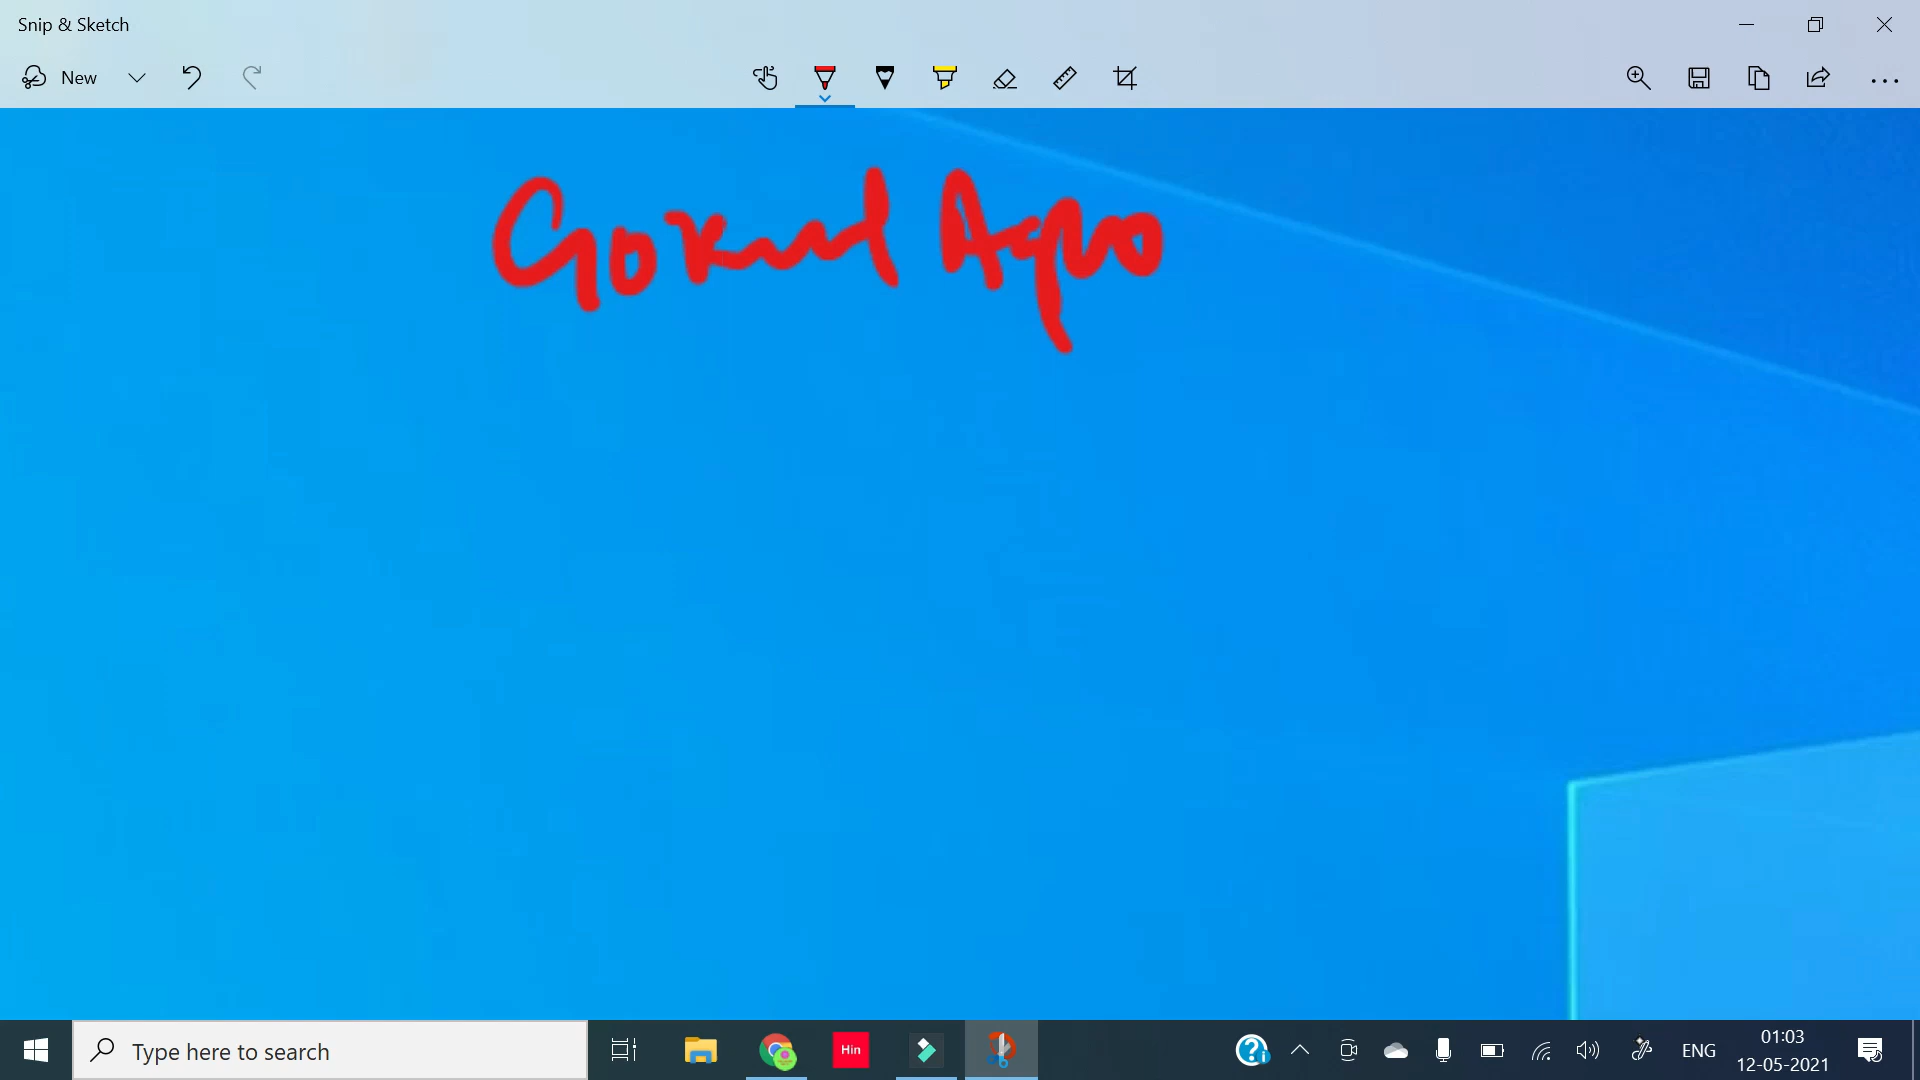 Snip & Sketch
New
Gokul Agro
Type here to search
Hin
ENG
01:03
12-05-2021